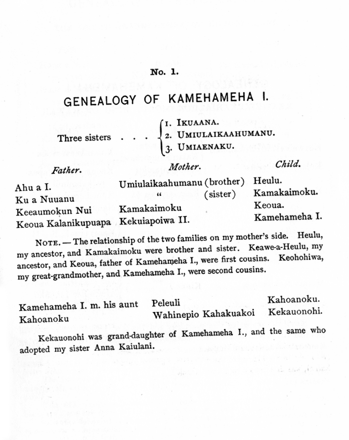 No. 1.
GENEALOGY OF KAMEHAMEHA I.
Three sisters . . . { 1. IKUAANA.
2. UMIULAIKAAHUMANU.
3. UMIAENAKU.
Father. Mother. Child.
Ahu a I. Umiulaikaahumanu (brother) Heulu.
Ku a Nuuanu “ (sister) Kamakaimoku.
Keeaumokun Nui Kamakaimoku Keoua.
Keoua Kalanikupuapa Kekuiapoiwa II. Kamehameha I.
NOTE. — The relationship of the two families on my mother's side. Heulu,
my ancestor, and Kamakaimoku were brother and sister. Keawe-a-Heulu, my
ancestor, and Keoua, father of Kamehameha I., were first cousins. Keohohiwa,
my great-grandmother, and Kamehameha I., were second cousins.
Kamehameha I. m. his aunt Peleuli Kahoanoku.
Kahoanoku Wahinepio Kahakuakoi Kekauonohi.
Kekauonohi was grand-daughter of Kamehameha I., and the same who
adopted my sister Anna Kaiulani.